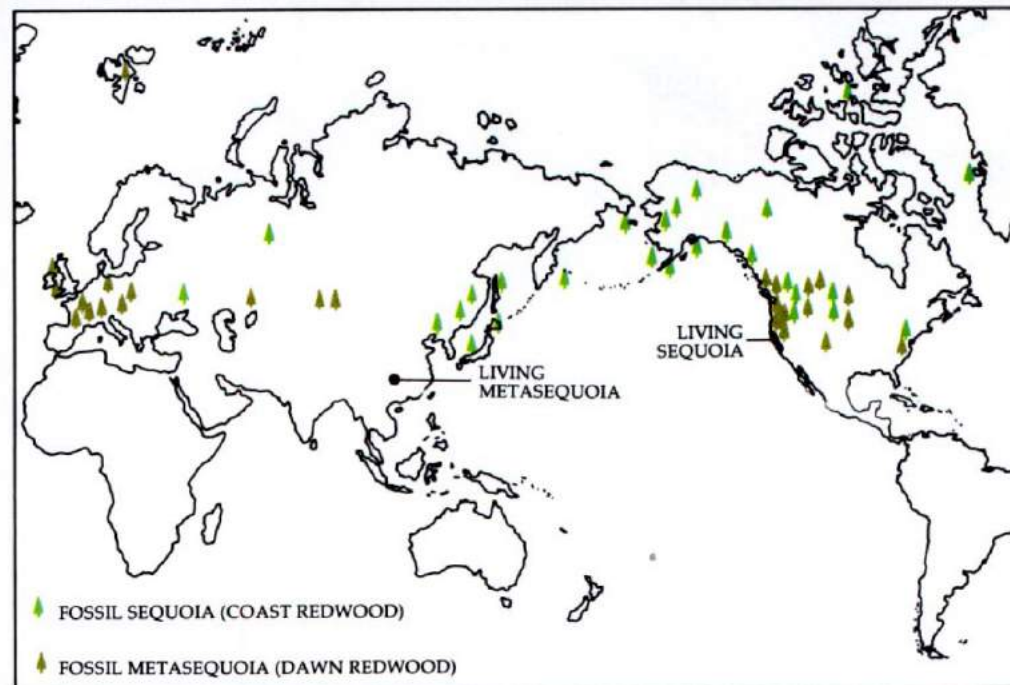 LIVING
SEQUOIA
LIVING
METASEQUOIA
FOSSIL SEQUOIA (COAST REDWOOD)
FOSSIL METASEQUOIA (DAWN REDWOOD)